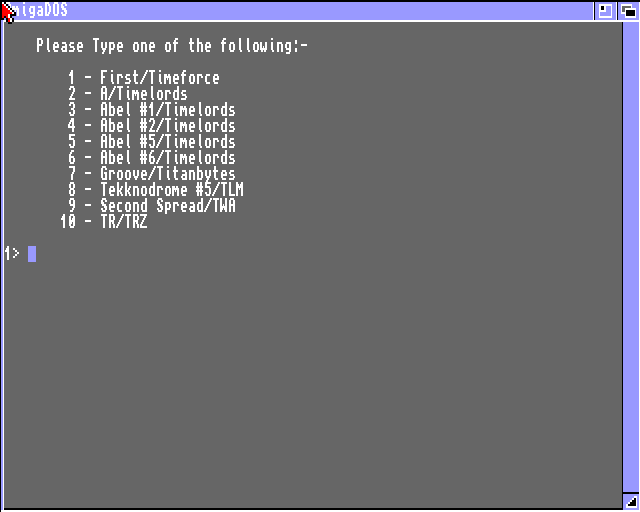 migaDOS
Please Type one of the following:-
1 - First/Timeforce
2 - A/Timelords
3 - Abel #1/Timelords
4 - Abel #2/Timelords
5 - Abel #5/Timelords
6 - Abel #6/Timelords
7 - Groove/Titanbytes
8 - Tekknodrome #5/TLM
9 - Second Spread/TWA
10 - TR/TRZ
1>